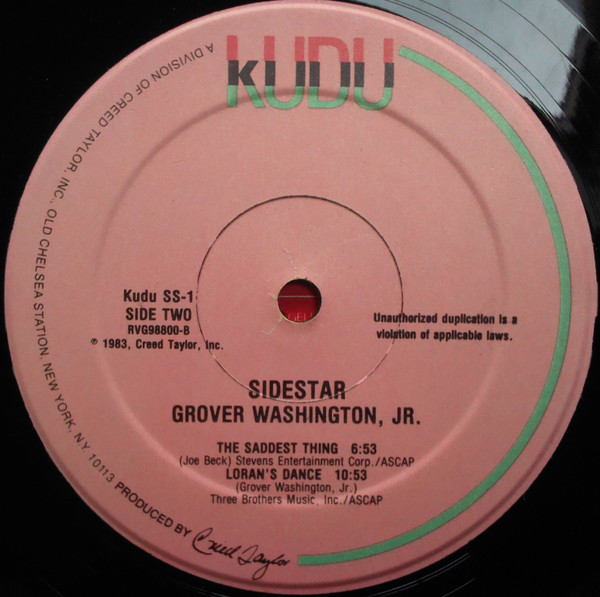 KUDU
A DIVISION OF CREED TAYLOR, INC., OLD CHELSEA STATION, NEW YORK, NY 10113 PRODUCED BY Creed Taylor
Kudu SS-1
SIDE TWO
RVG98800-B
℗ 1983, Creed Taylor, Inc.
Unauthorized duplication is a
violation of applicable laws.
SIDESTAR
GROVER WASHINGTON, JR.
THE SADDEST THING 6:53
(Joe Beck) Stevens Entertainment Corp./ASCAP
LORAN'S DANCE 10:53
(Grover Washington, Jr.)
Three Brothers Music, Inc./ASCAP